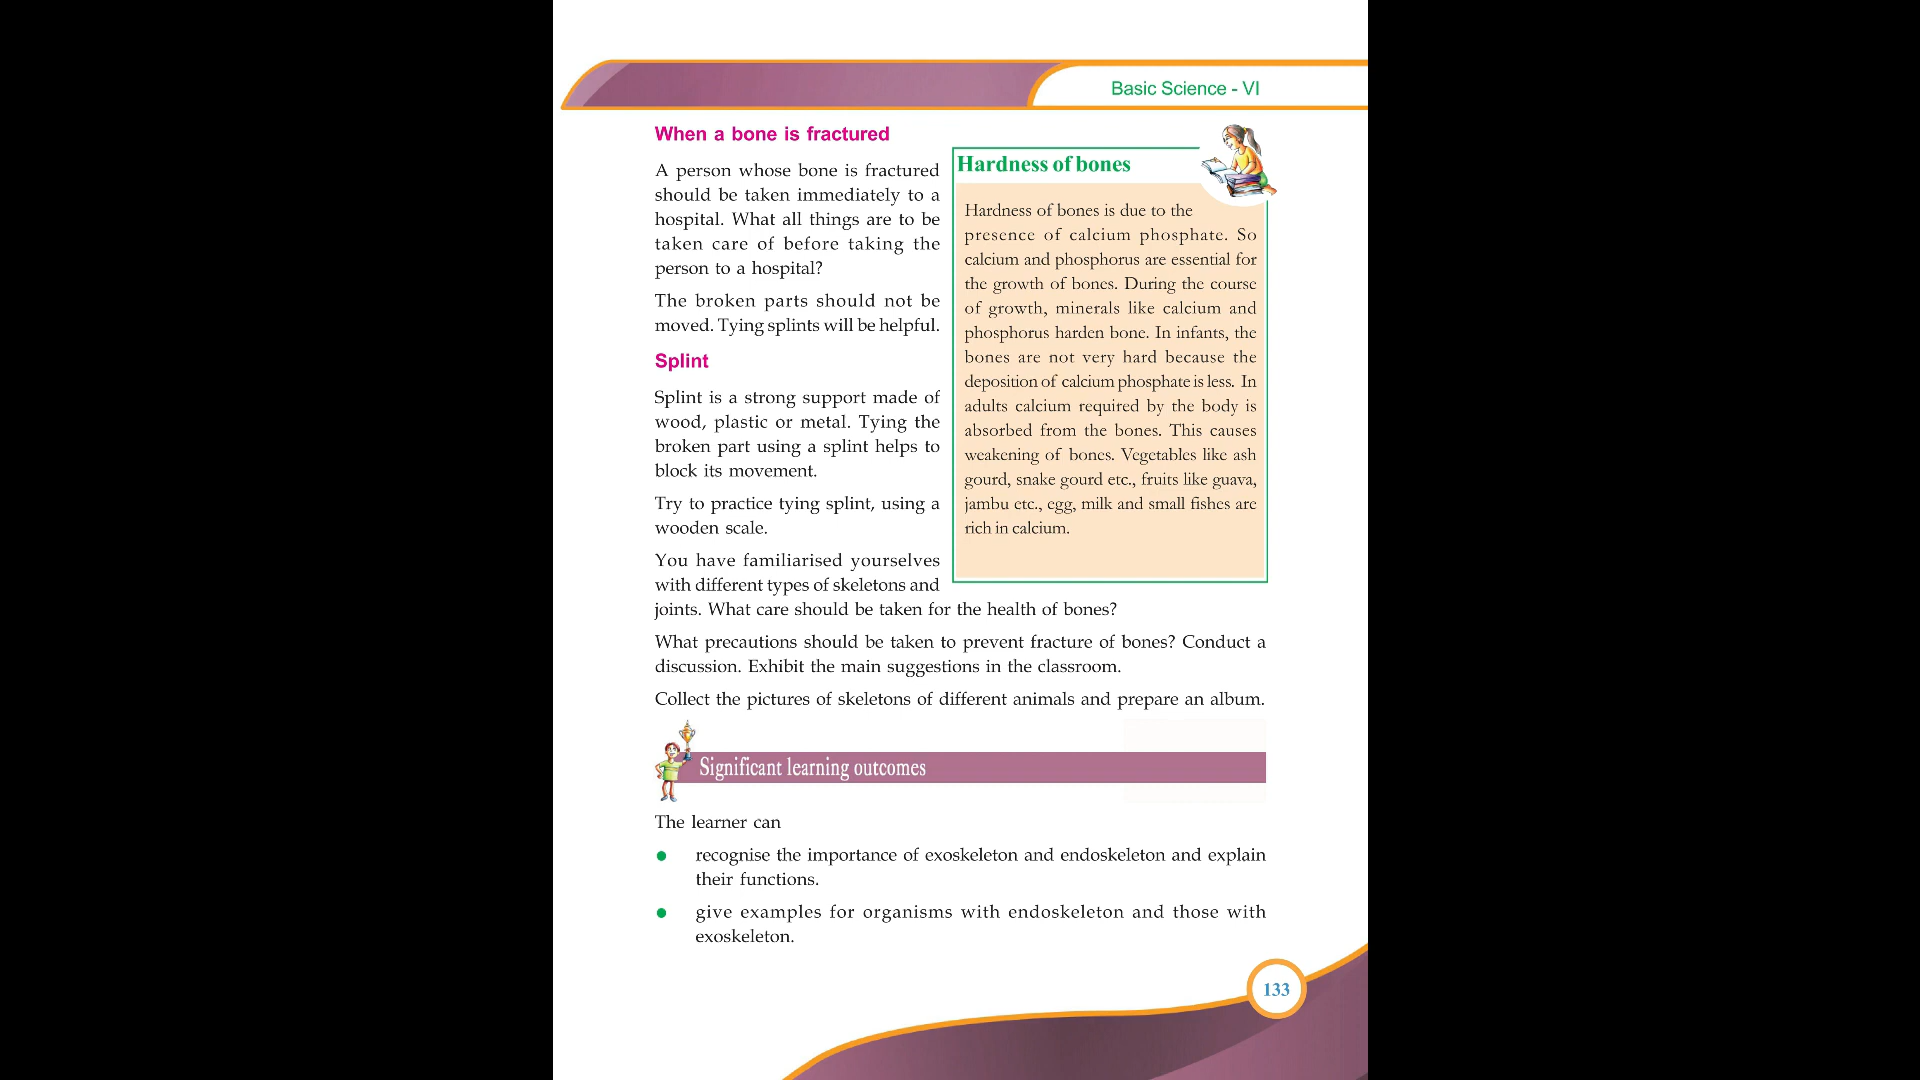 Basic Science - VI
When a bone is fractured
A person whose bone is fractured
should be taken immediately to a
hospital. What all things are to be
taken care of before taking the
person to a hospital?
The broken parts should not be
moved. Tying splints will be helpful.
Splint
Splint is a strong support made of
wood, plastic or metal. Tying the
broken part using a splint helps to
block its movement.
Try to practice tying splint, using a
wooden scale.
You have familiarised yourselves
with different types of skeletons and
joints. What care should be taken for the health of bones?
Hardness of bones
Hardness of bones is due to the
presence of calcium phosphate. So
calcium and phosphorus are essential for
the growth of bones. During the course
of growth, minerals like calcium and
phosphorus harden bone. In infants, the
bones are not very hard because the
deposition of calcium phosphate is less. In
adults calcium required by the body is
absorbed from the bones. This causes
weakening of bones. Vegetables like ash
gourd, snake gourd etc., fruits like guava,
jambu etc., egg, milk and small fishes are
rich in calcium.
What precautions should be taken to prevent fracture of bones? Conduct a
discussion. Exhibit the main suggestions in the classroom.
Collect the pictures of skeletons of different animals and prepare an album.
Significant learning outcomes
The learner can
recognise the importance of exoskeleton and endoskeleton and explain
their functions.
give examples for organisms with endoskeleton and those with
exoskeleton.
133